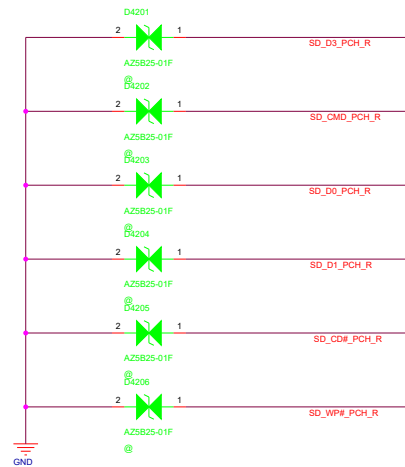 D4201
2 1
SD_D3_PCH_R
AZ5B25-01F
@
D4202
2 1
SD_CMD_PCH_R
AZ5B25-01F
@
D4203
2 1
SD_D0_PCH_R
AZ5B25-01F
@
D4204
2 1
SD_D1_PCH_R
AZ5B25-01F
@
D4205
2 1
SD_CD#_PCH_R
AZ5B25-01F
@
D4206
2 1
SD_WP#_PCH_R
AZ5B25-01F
@
GND